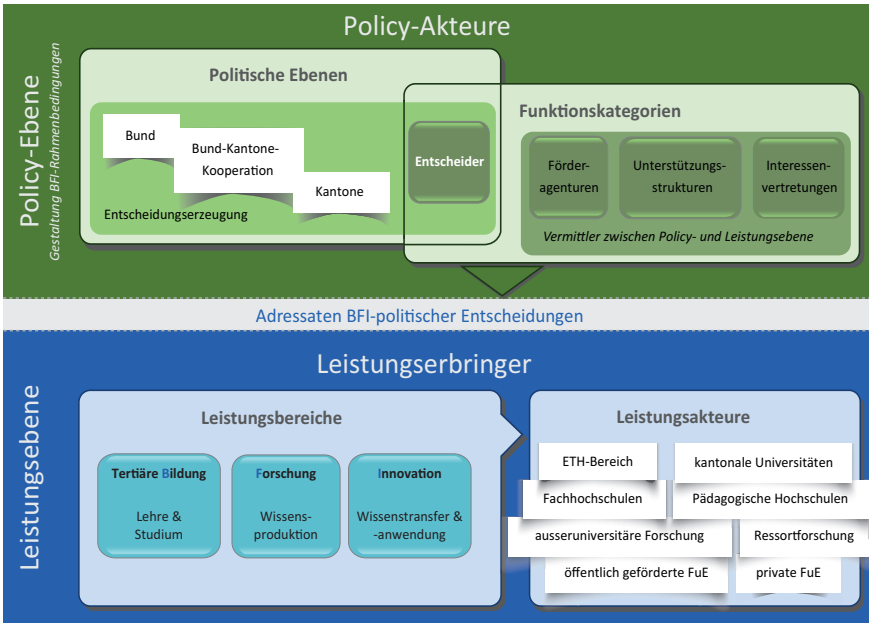 Policy-Akteure
Policy-Ebene
Gestaltung BFI-Rahmenbedingungen
Politische Ebenen
Bund
Bund-Kantone-
Kooperation
Kantone
Entscheidungserzeugung
Entscheider
Funktionskategorien
Förder-
agenturen
Unterstützungs-
strukturen
Interessen-
vertretungen
Vermittler zwischen Policy- und Leistungsebene
Adressaten BFI-politischer Entscheidungen
Leistungserbringer
Leistungsebene
Leistungsbereiche
Tertiäre Bildung
Lehre &
Studium
Forschung
Wissens-
produktion
Innovation
Wissenstransfer &
-anwendung
Leistungsakteure
ETH-Bereich
kantonale Universitäten
Fachhochschulen
Pädagogische Hochschulen
ausseruniversitäre Forschung
Ressortforschung
öffentlich geförderte FuE
private FuE